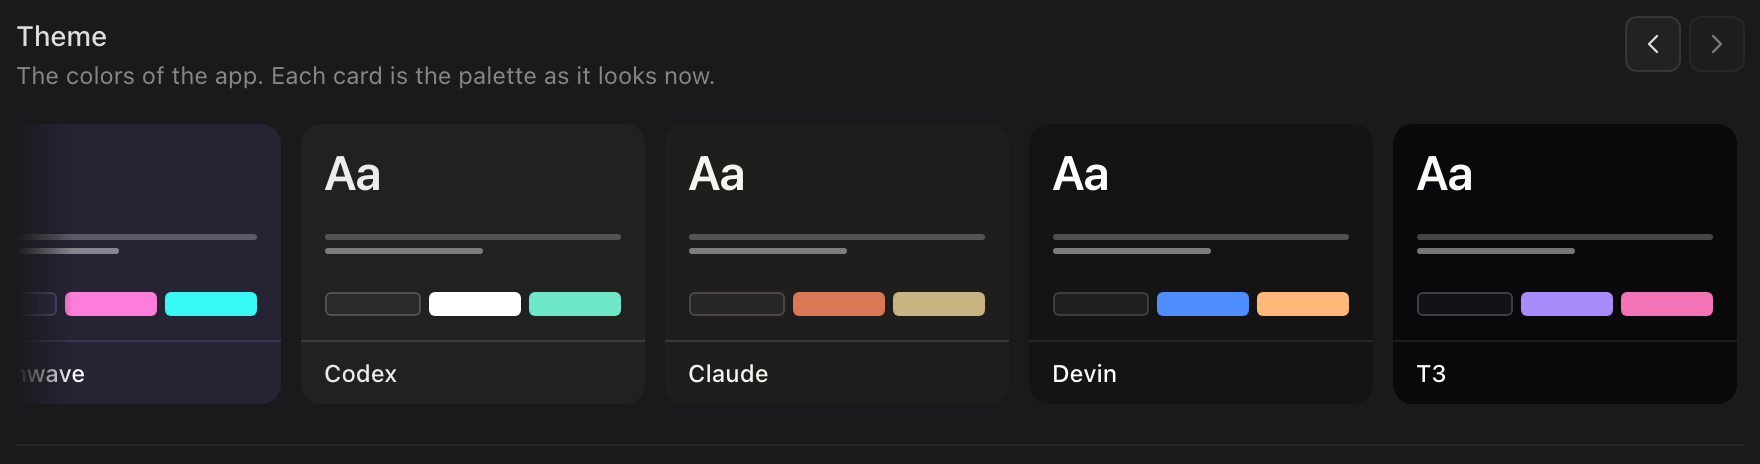 Theme
The colors of the app. Each card is the palette as it looks now.
Aa
Aa
Aa
Aa
Codex
Claude
Devin
T3